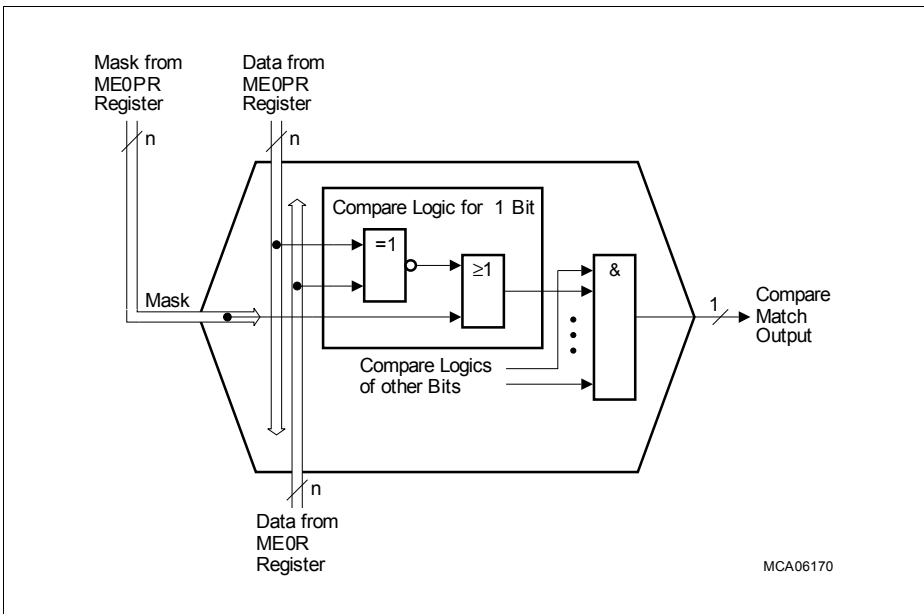 Mask from
ME0PR
Register
Data from
ME0PR
Register
n
n
Compare Logic for 1 Bit
=1
≥1
&
Mask
1
Compare
Match
Output
Compare Logics
of other Bits
n
Data from
ME0R
Register
MCA06170